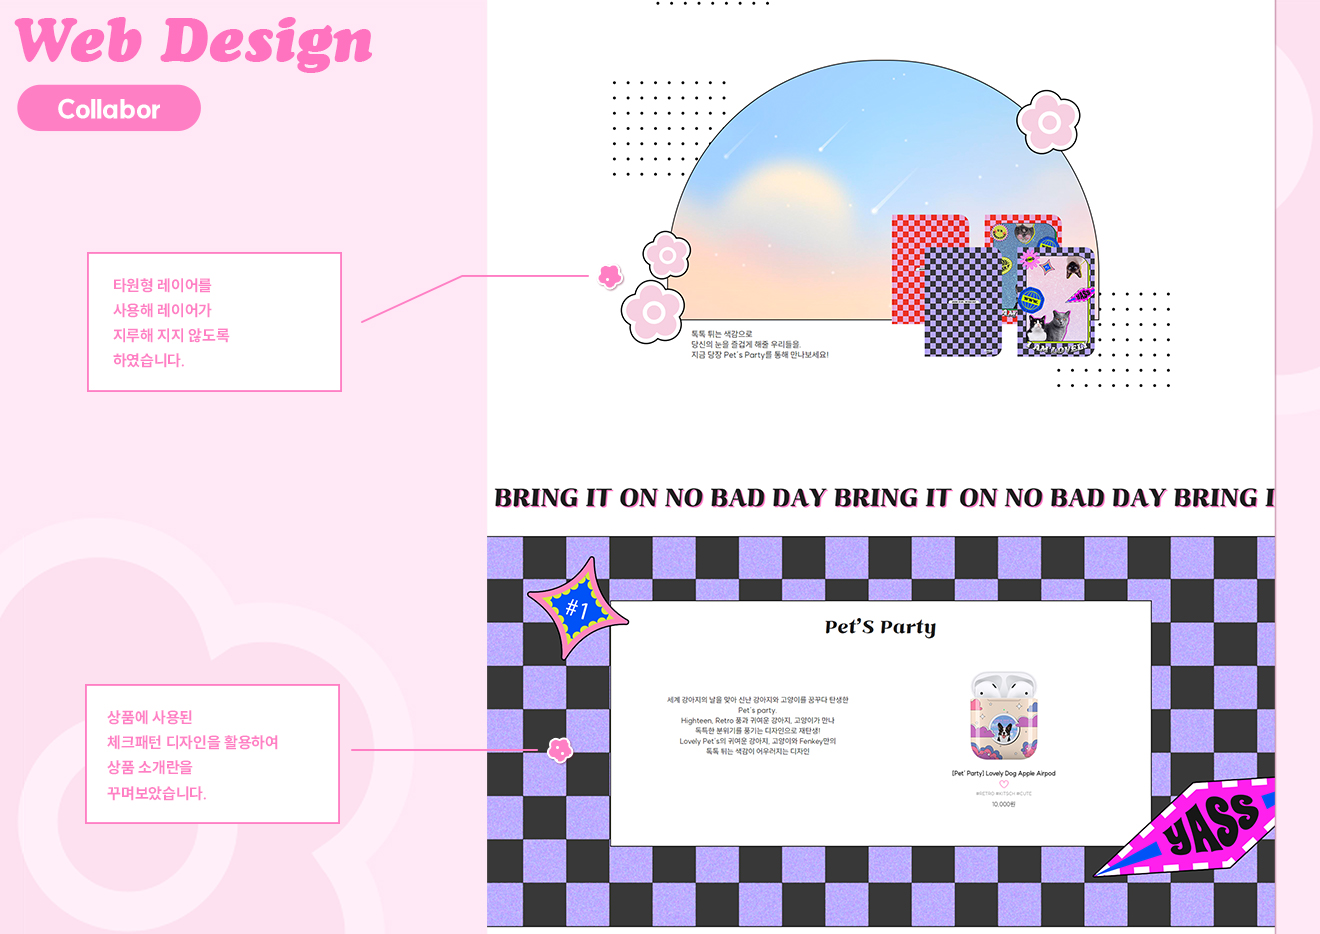 Web Design
Collabor
타원형 레이어를
사용해 레이어가
지루해 지지 않도록
하였습니다.
톡톡 튀는 색감으로
당신의 눈을 즐겁게 해줄 우리들을.
지금 당장 Pet's Party를 통해 만나보세요!
BRING IT ON NO BAD DAY BRING IT ON NO BAD DAY BRING I
#1
Pet'S Party
세계 강아지의 날을 맞아 신난 강아지와 고양이를 꿈꾸다 탄생한
Pet's party.
Highteen, Retro 풍과 귀여운 강아지, 고양이가 만나
독특한 분위기를 풍기는 디자인으로 재탄생!
Lovely Pet's의 귀여운 강아지, 고양이와 Fenkey만의
톡톡 튀는 색감이 어우러지는 디자인
[Pet' Party] Lovely Dog Apple Airpod
#RETRO #KITSCH #CUTE
10,000원
YASS
상품에 사용된
체크패턴 디자인을 활용하여
상품 소개란을
꾸며보았습니다.